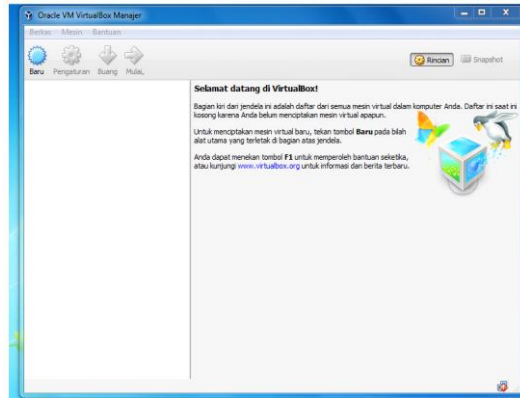 Oracle VM VirtualBox Manajer
Berkas Mesin Bantuan
Baru Pengaturan Buang Mulai,
Rincian Snapshot
Selamat datang di VirtualBox!
Bagian kiri dari jendela ini adalah daftar dari semua mesin virtual dalam komputer Anda. Daftar ini saat ini
kosong karena Anda belum menciptakan mesin virtual apapun.
Untuk menciptakan mesin virtual baru, tekan tombol Baru pada bilah
alat utama yang terletak di bagian atas jendela.
Anda dapat menekan tombol F1 untuk memperoleh bantuan seketika,
atau kunjungi www.virtualbox.org untuk informasi dan berita terbaru.